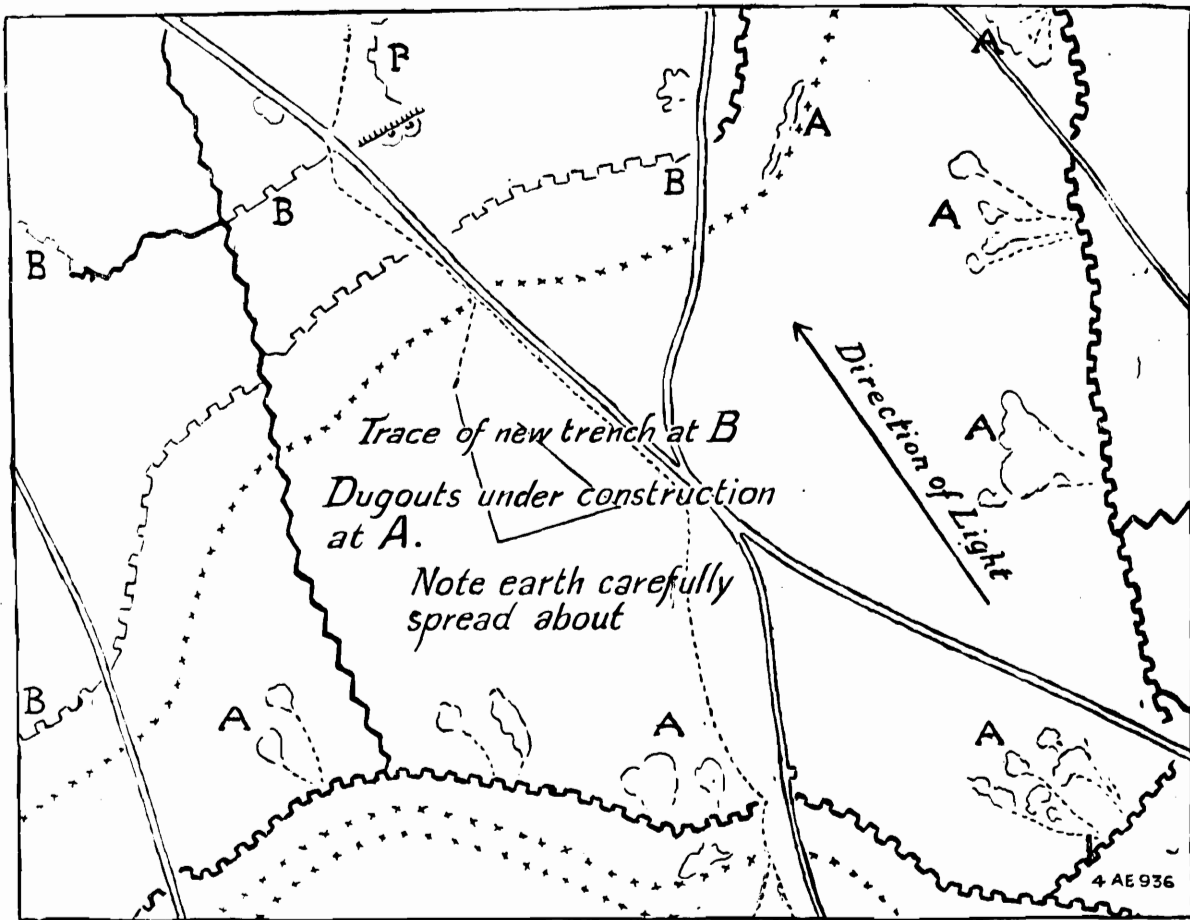 A
P
A
B
A
B
B
Direction of Light
Trace of new trench at B
A
Dugouts under construction
at A.
Note earth carefully
spread about
B
A
A
A
4 AE 936